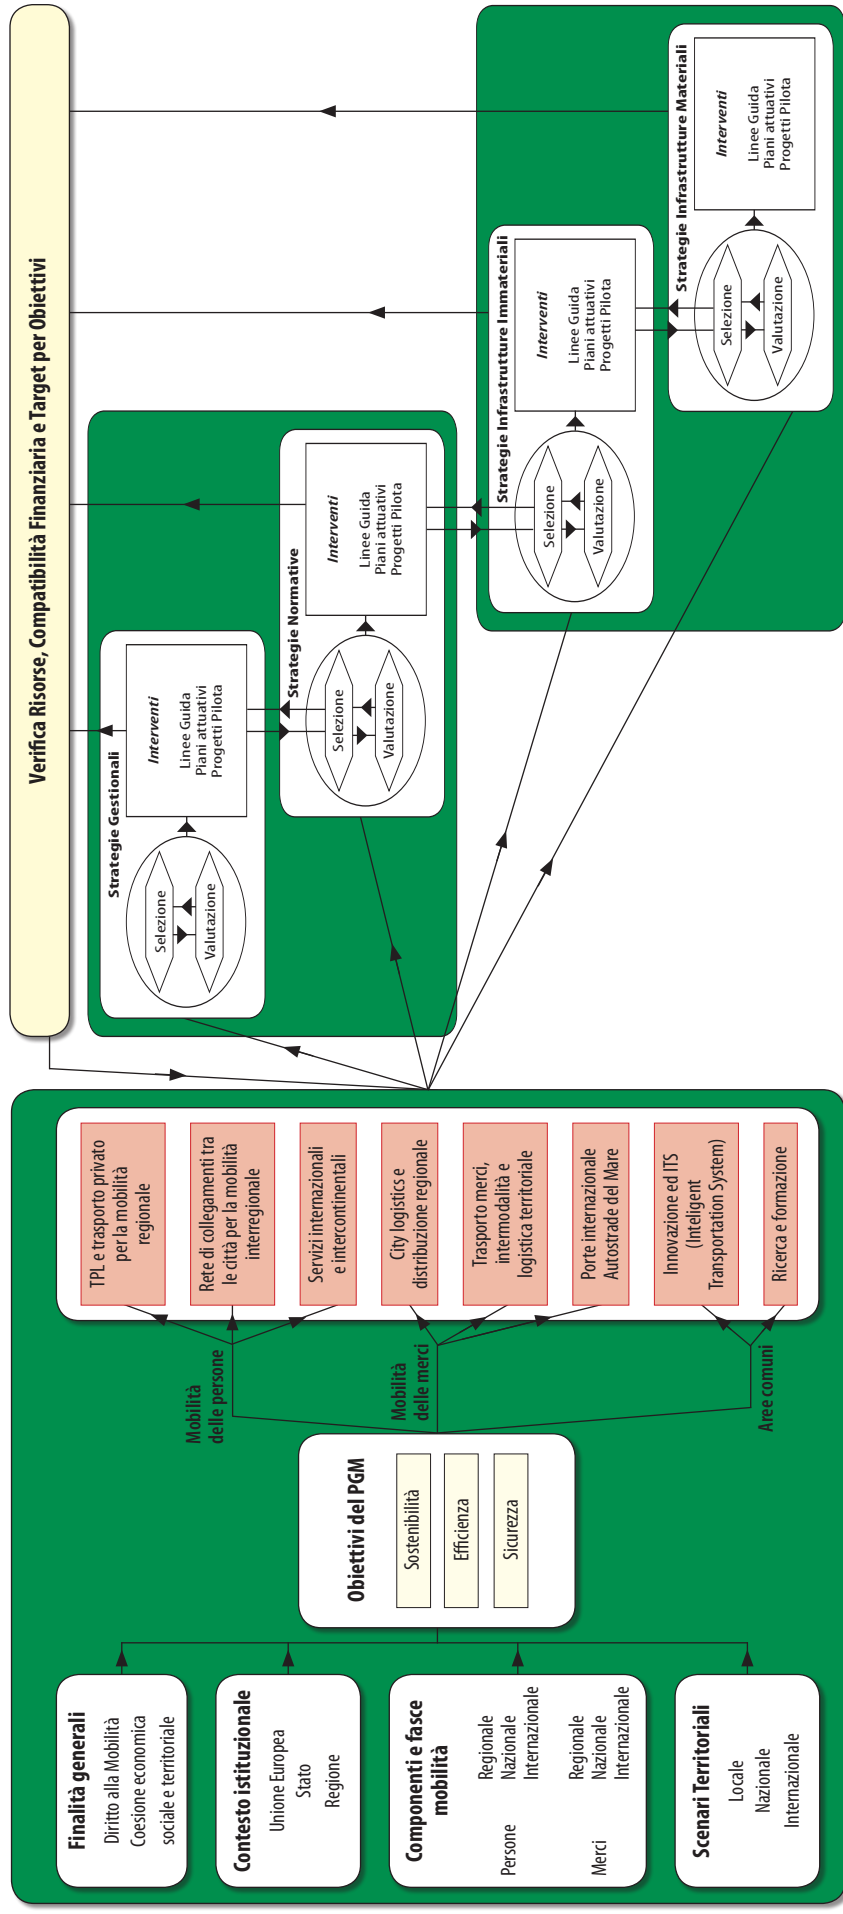 Finalità generali
Diritto alla Mobilità
Coesione economica
sociale e territoriale
Contesto istituzionale
Unione Europea
Stato
Regione
Componenti e fasce
mobilità
Persone
Regionale
Nazionale
Internazionale
Merci
Regionale
Nazionale
Internazionale
Scenari Territoriali
Locale
Nazionale
Internazionale
Obiettivi del PGM
Sostenibilità
Efficienza
Sicurezza
Mobilità
delle persone
Mobilità
delle merci
Aree comuni
TPL e trasporto privato
per la mobilità
regionale
Rete di collegamenti tra
le città per la mobilità
interregionale
Servizi internazionali
e intercontinentali
City logistics e
distribuzione regionale
Trasporto merci,
intermodalità e
logistica territoriale
Porte internazionale
Autostrade del Mare
Innovazione ed ITS
(Inteligent
Transportation System)
Ricerca e formazione
Verifica Risorse, Compatibilità Finanziaria e Target per Obiettivi
Strategie Gestionali
Selezione
Valutazione
Interventi
Linee Guida
Piani attuativi
Progetti Pilota
Strategie Normative
Selezione
Valutazione
Interventi
Linee Guida
Piani attuativi
Progetti Pilota
Strategie Infrastrutture Immateriali
Selezione
Valutazione
Interventi
Linee Guida
Piani attuativi
Progetti Pilota
Strategie Infrastrutture Materiali
Selezione
Valutazione
Interventi
Linee Guida
Piani attuativi
Progetti Pilota